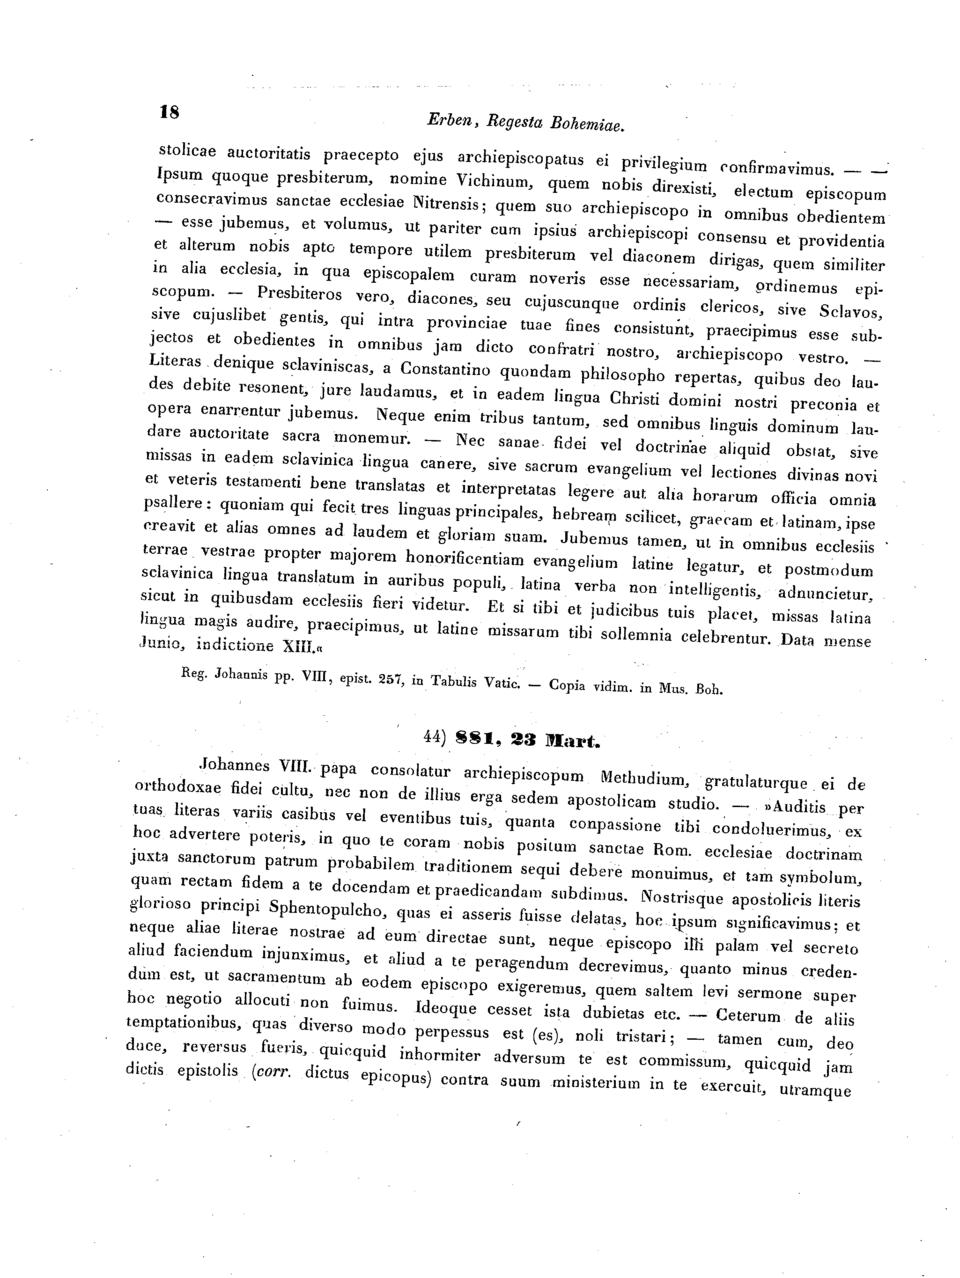 18
Erben, Regesta Bohemiae.
stolicae auctoritatis praecepto ejus archiepiscopatus ei privilegium confirmavimus. — —
Ipsum quoque presbiterum, nomine Vichinum, quem nobis direxisti, electum episcopum
consecravimus sanctae ecclesiae Nitrensis; quem suo archiepiscopo in omnibus obedientem
— esse jubemus, et volumus, ut pariter cum ipsius archiepiscopi consensu et providentia
et alterum nobis apto tempore utilem presbiterum vel diaconem dirigas, quem similiter
in alia ecclesia, in qua episcopalem curam noveris esse necessariam, ordinemus epi-
scopum. — Presbiteros vero, diacones, seu cujuscunque ordinis clericos, sive Sclavos,
sive cujuslibet gentis, qui intra provinciae tuae fines consistunt, praecipimus esse sub-
jectos et obedientes in omnibus jam dicto confratri nostro, archiepiscopo vestro. —
Literas denique sclaviniscas, a Constantino quondam philosopho repertas, quibus deo lau-
des debite resonent, jure laudamus, et in eadem lingua Christi domini nostri preconia et
opera enarrentur jubemus. Neque enim tribus tantum, sed omnibus linguis dominum lau-
dare auctoritate sacra monemur. — Nec sanae fidei vel doctrinae aliquid obstat, sive
missas in eadem sclavinica lingua canere, sive sacrum evangelium vel lectiones divinas novi
et veteris testamenti bene translatas et interpretatas legere aut alia horarum officia omnia
psallere: quoniam qui fecit tres linguas principales, hebream scilicet, graecam et latinam, ipse
creavit et alias omnes ad laudem et gloriam suam. Jubemus tamen, ut in omnibus ecclesiis
terrae vestrae propter majorem honorificentiam evangelium latine legatur, et postmodum
sclavinica lingua translatum in auribus populi, latina verba non intelligentis, adnuncietur,
sicut in quibusdam ecclesiis fieri videtur. Et si tibi et judicibus tuis placet, missas latina
lingua magis audire, praecipimus, ut latine missarum tibi sollemnia celebrentur. Data mense
Junio, indictione XIII.«
Reg. Johannis pp. VIII, epist. 257, in Tabulis Vatic. — Copia vidim. in Mus. Boh.
44) 881, 23 Mart.
Johannes VIII. papa consolatur archiepiscopum Methudium, gratulaturque ei de
orthodoxae fidei cultu, nec non de illius erga sedem apostolicam studio. — »Auditis per
tuas literas variis casibus vel eventibus tuis, quanta conpassione tibi condoluerimus, ex
hoc advertere poteris, in quo te coram nobis positum sanctae Rom. ecclesiae doctrinam
juxta sanctorum patrum probabilem traditionem sequi debere monuimus, et tam symbolum,
quam rectam fidem a te docendam et praedicandam subdimus. Nostrisque apostolicis literis
glorioso principi Sphentopulcho, quas ei asseris fuisse delatas, hoc ipsum significavimus; et
neque aliae literae nostrae ad eum directae sunt, neque episcopo illi palam vel secreto
aliud faciendum injunximus, et aliud a te peragendum decrevimus, quanto minus creden-
dum est, ut sacramentum ab eodem episcopo exigeremus, quem saltem levi sermone super
hoc negotio allocuti non fuimus. Ideoque cesset ista dubietas etc. — Ceterum de aliis
temptationibus, quas diverso modo perpessus est (es), noli tristari; — tamen cum, deo
duce, reversus fueris, quicquid inhormiter adversum te est commissum, quicquid jam
dictis epistolis (corr. dictus epicopus) contra suum ministerium in te exercuit, utramque